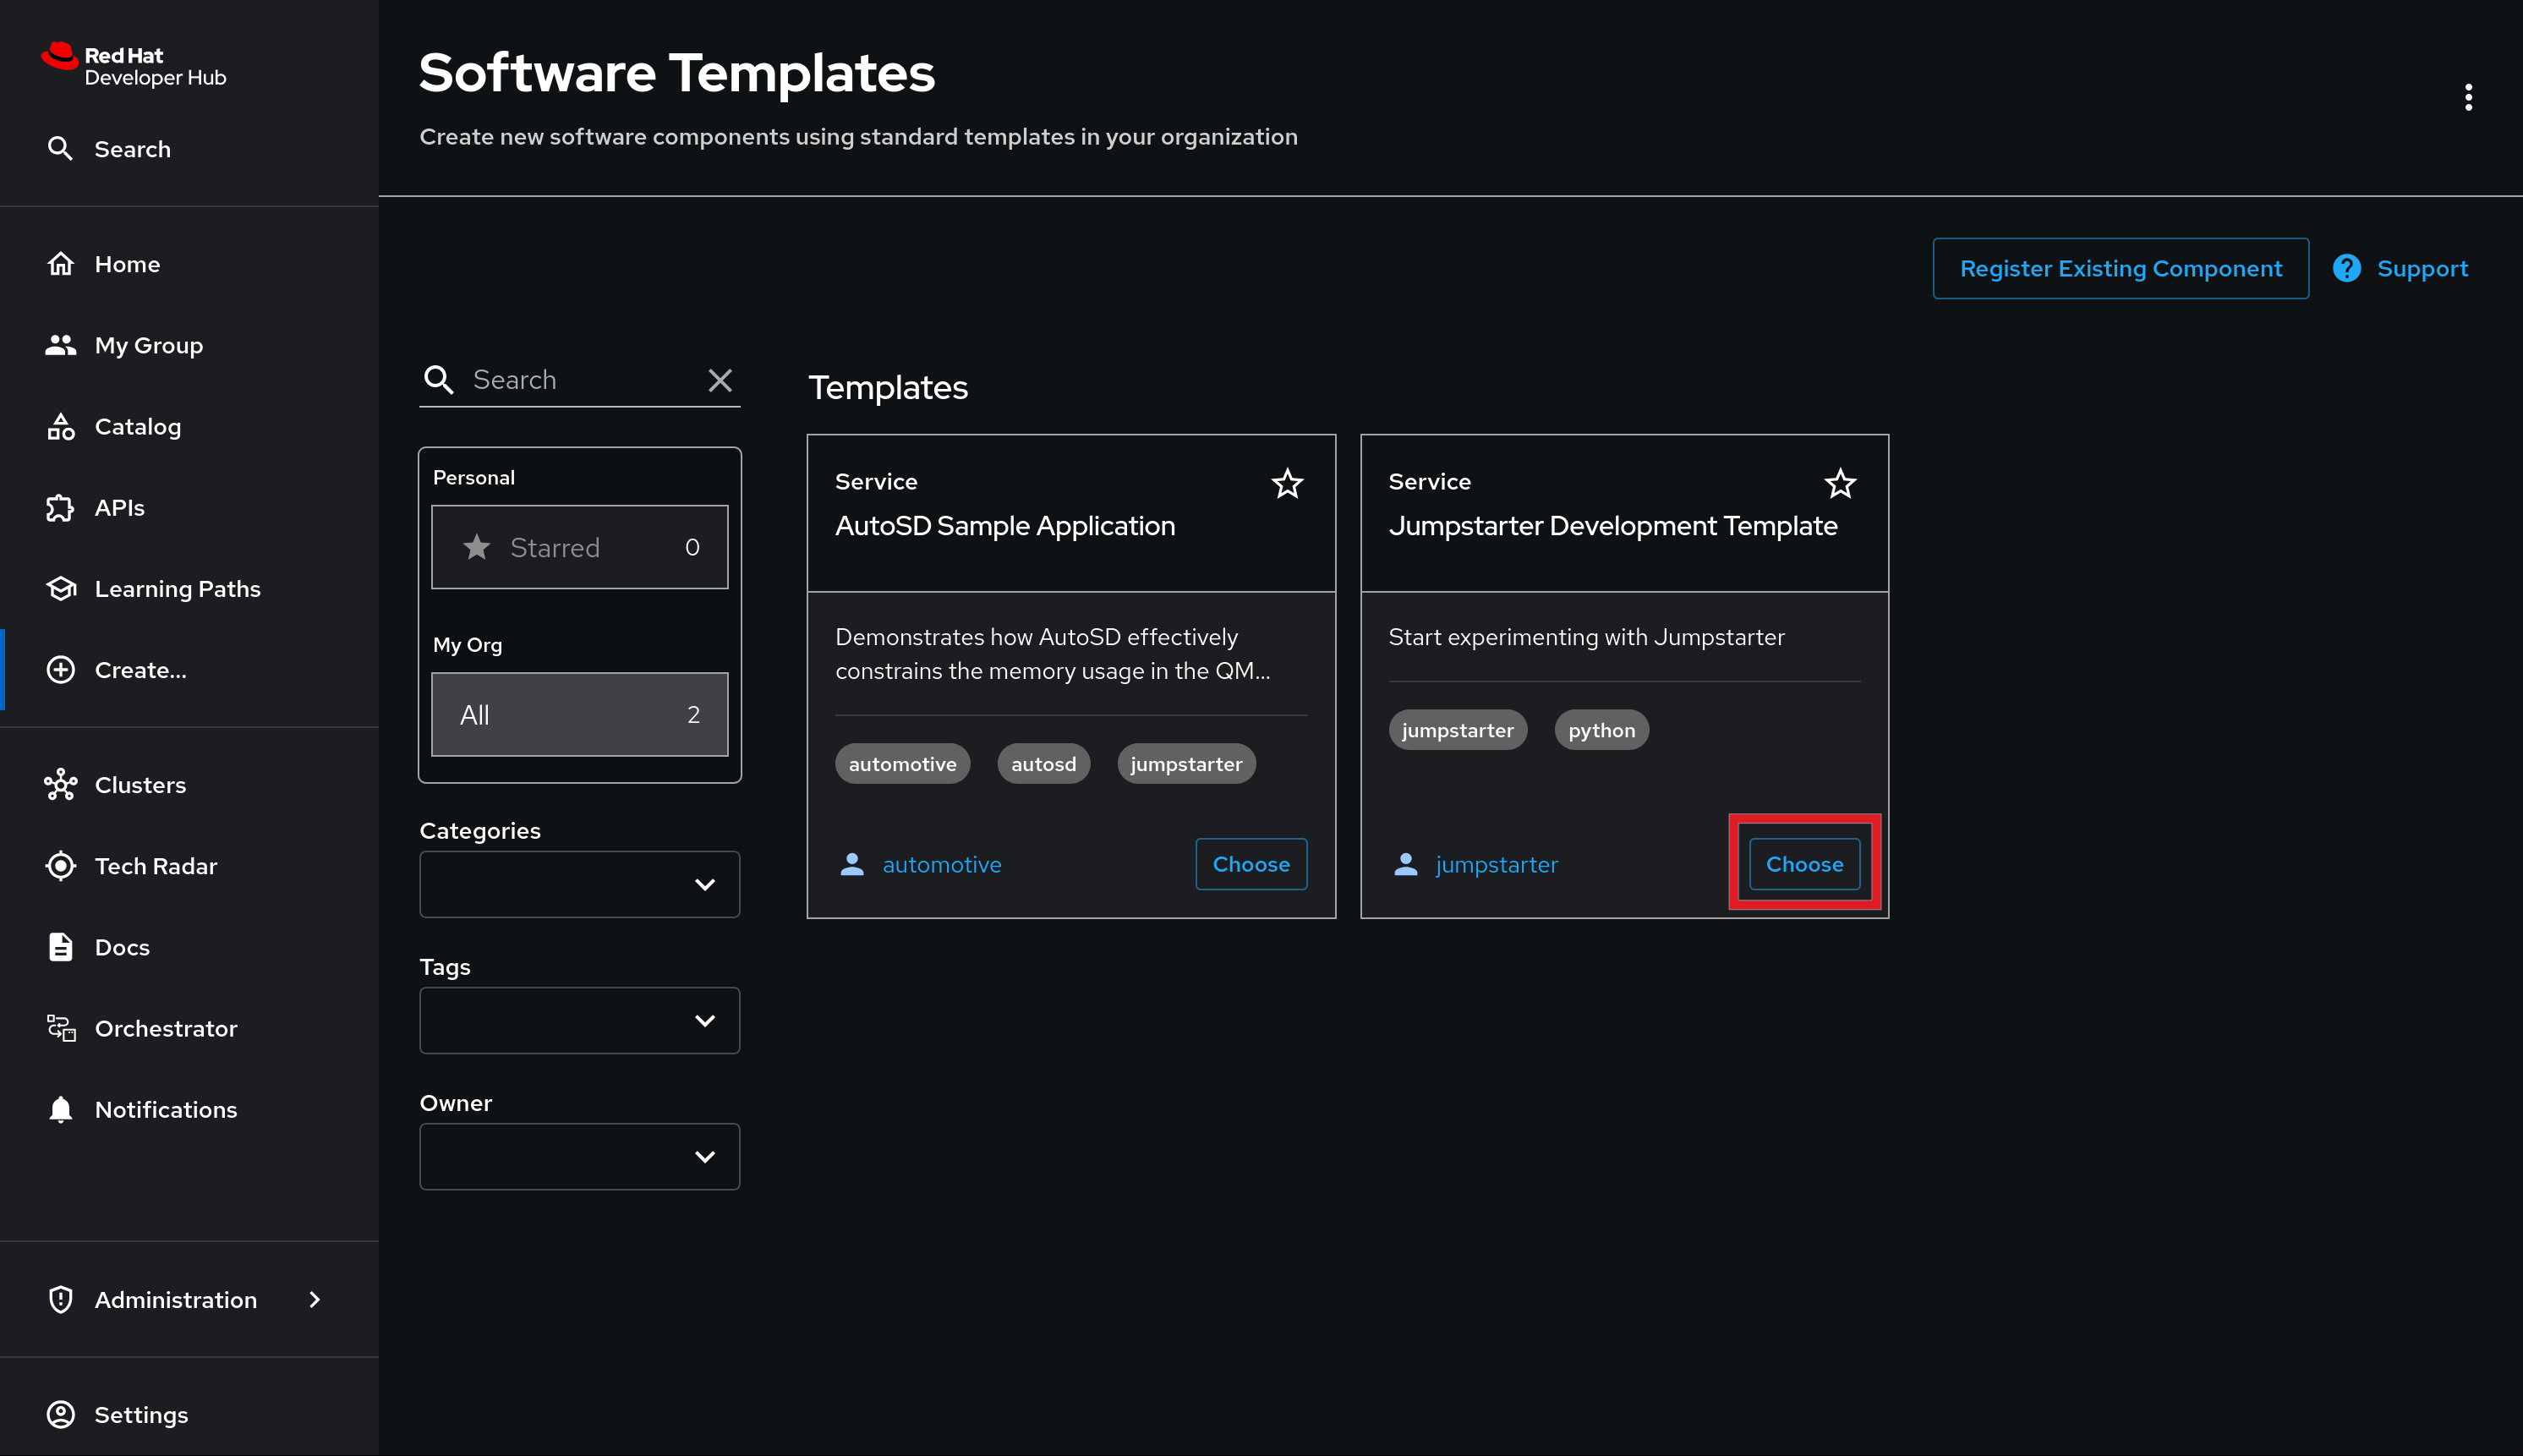 Red Hat
Developer Hub
Search
Home
My Group
Catalog
APIs
Learning Paths
Create...
Clusters
Tech Radar
Docs
Orchestrator
Notifications
Administration
Settings
Software Templates
Create new software components using standard templates in your organization
Register Existing Component
Support
Search
Personal
Starred 0
My Org
All 2
Categories
Tags
Owner
Templates
Service
AutoSD Sample Application
Demonstrates how AutoSD effectively
constrains the memory usage in the QM...
automotive autosd jumpstarter
automotive
Choose
Service
Jumpstarter Development Template
Start experimenting with Jumpstarter
jumpstarter python
jumpstarter
Choose